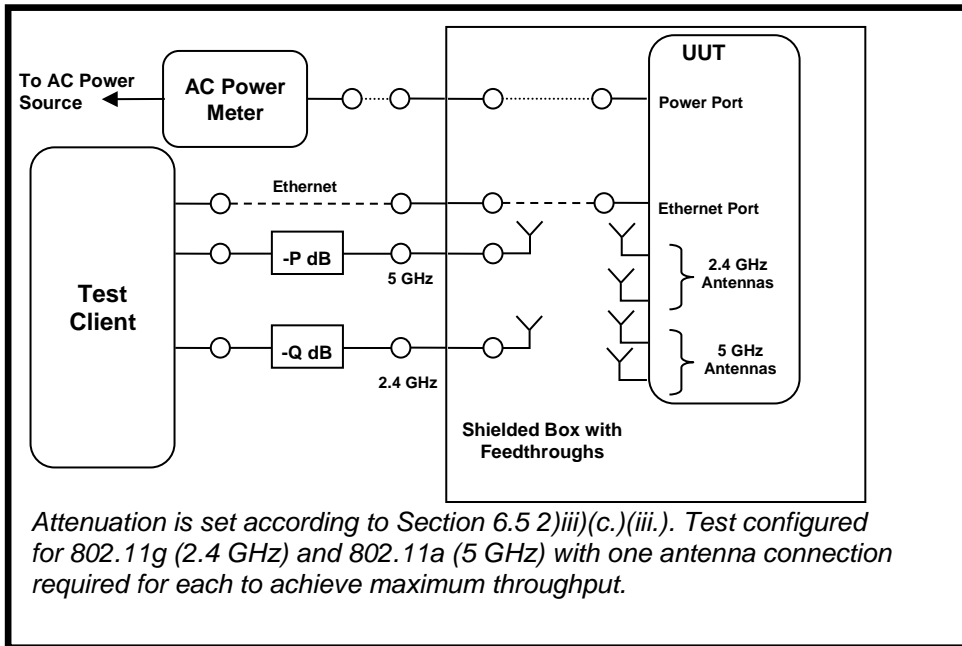 UUT
To AC Power
Source
AC Power
Meter
Power Port
Ethernet
Ethernet Port
-P dB
5 GHz
2.4 GHz
Antennas
Test
Client
-Q dB
2.4 GHz
5 GHz
Antennas
Shielded Box with
Feedthroughs
Attenuation is set according to Section 6.5 2)iii)(c.)(iii.). Test configured
for 802.11g (2.4 GHz) and 802.11a (5 GHz) with one antenna connection
required for each to achieve maximum throughput.